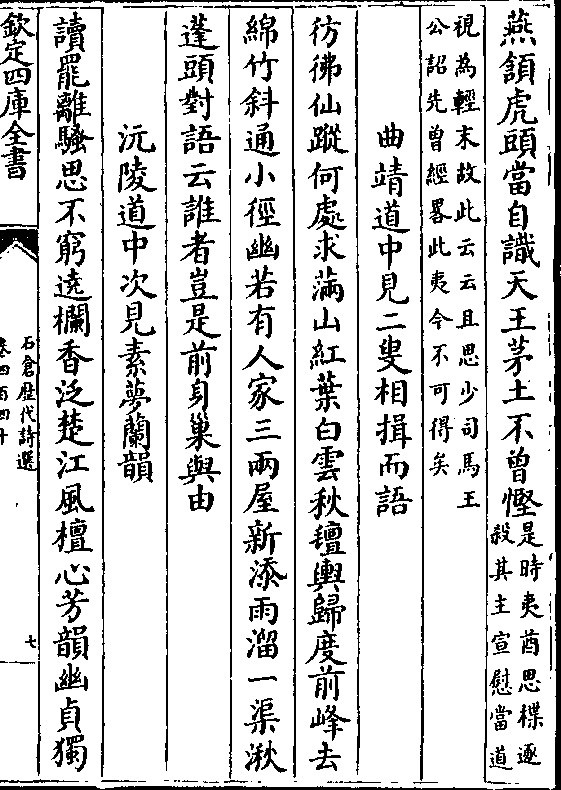 燕頷虎頭當自識天王茅土不曾慳是時夷酋思楪逐
殺其主宣慰當道
視為輕末故此云云且思少司馬王
公詔先曾經畧此夷今不可得矣
曲靖道中見二叟相揖而語
彷彿仙蹤何處求滿山紅葉白雲秋氊輿歸度前峰去
綿竹斜通小徑幽若有人家三兩屋新添雨溜一渠湫
蓬頭對語云誰者豈是前身巢與由
沅陵道中次見素夢蘭韻
讀罷離騷思不窮遶欄香泛楚江風檀心芳韻幽貞獨
欽定四庫全書
石倉歴代詩選
卷四百四十
七